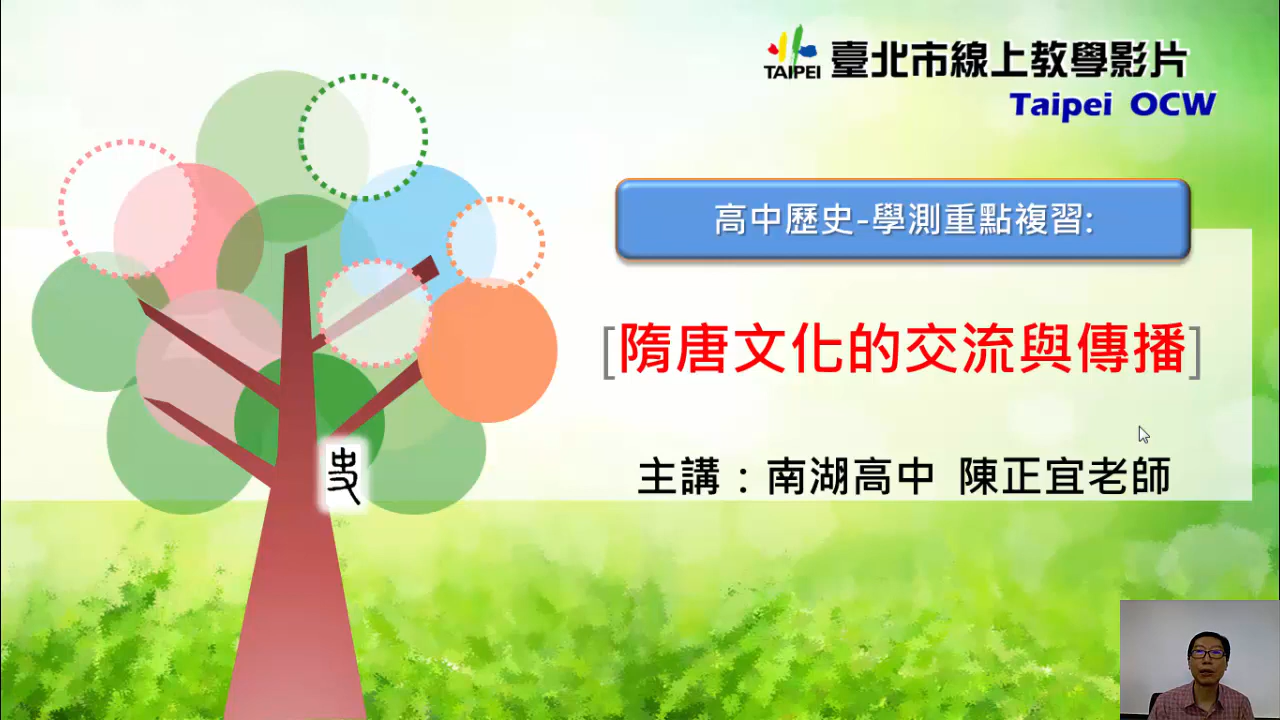 TAIPEI 臺北市線上教學影片
Taipei OCW
高中歷史-學測重點複習:
[隋唐文化的交流與傳播]
主講：南湖高中 陳正宜老師